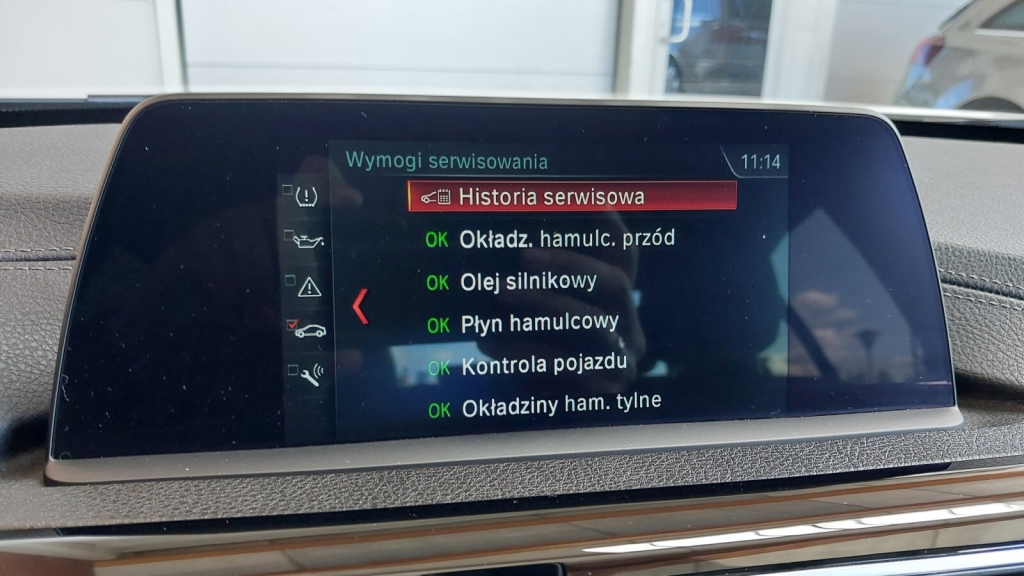 Wymogi serwisowania 11:14
Historia serwisowa
OK Okładz. hamulc. przód
OK Olej silnikowy
OK Płyn hamulcowy
OK Kontrola pojazdu
OK Okładziny ham. tylne